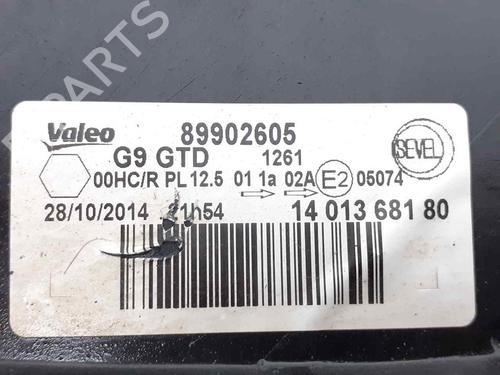 PARTS
Valeo 89902605
SEVEL
G9 GTD 1261
00HC/R PL 12.5 01 1a 02A E2 05074
28/10/2014 21h54 14 013 681 80